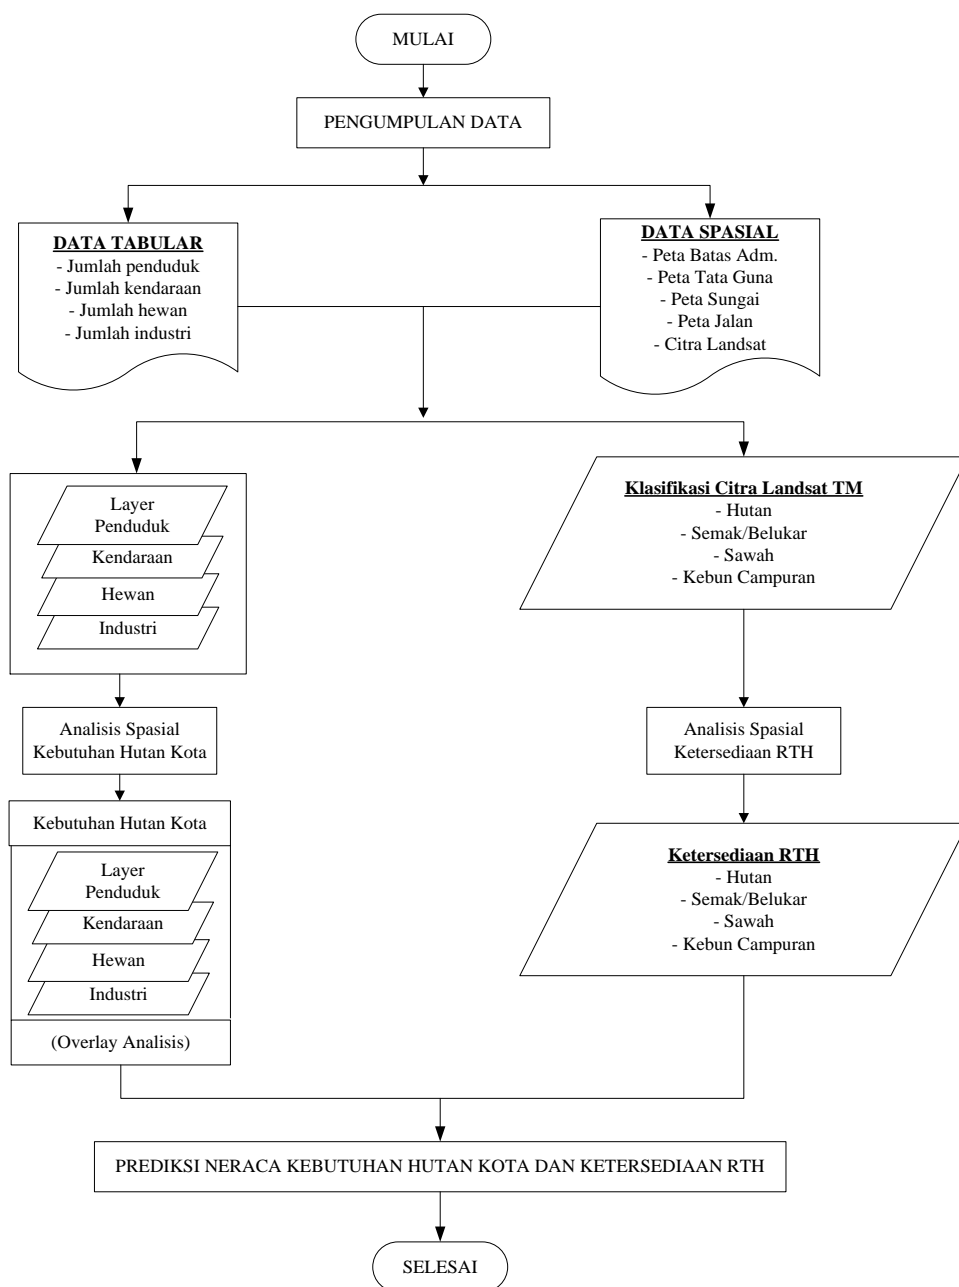 MULAI
PENGUMPULAN DATA
DATA TABULAR
- Jumlah penduduk
- Jumlah kendaraan
- Jumlah hewan
- Jumlah industri
DATA SPASIAL
- Peta Batas Adm.
- Peta Tata Guna
- Peta Sungai
- Peta Jalan
- Citra Landsat
Layer
Penduduk
Kendaraan
Hewan
Industri
Klasifikasi Citra Landsat TM
- Hutan
- Semak/Belukar
- Sawah
- Kebun Campuran
Analisis Spasial
Kebutuhan Hutan Kota
Analisis Spasial
Ketersediaan RTH
Kebutuhan Hutan Kota
Layer
Penduduk
Kendaraan
Hewan
Industri
(Overlay Analisis)
Ketersediaan RTH
- Hutan
- Semak/Belukar
- Sawah
- Kebun Campuran
PREDIKSI NERACA KEBUTUHAN HUTAN KOTA DAN KETERSEDIAAN RTH
SELESAI